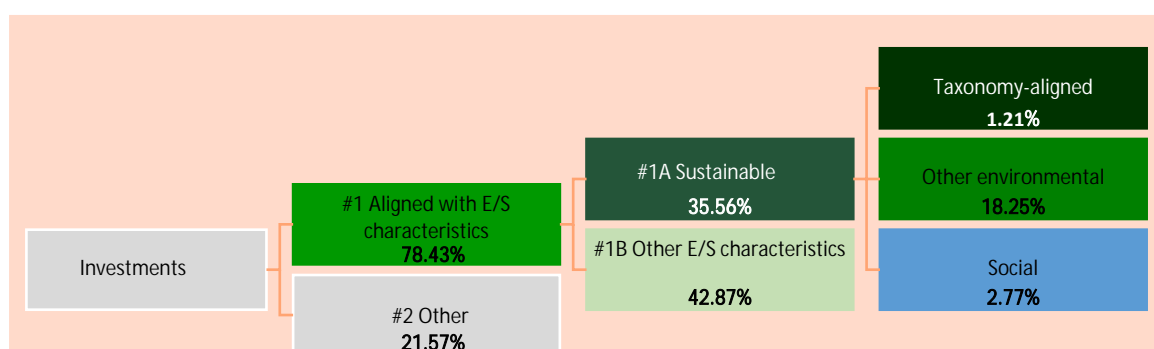 Investments
#1 Aligned with E/S
characteristics
78.43%
#2 Other
21.57%
#1A Sustainable
35.56%
#1B Other E/S characteristics
42.87%
Taxonomy-aligned
1.21%
Other environmental
18.25%
Social
2.77%